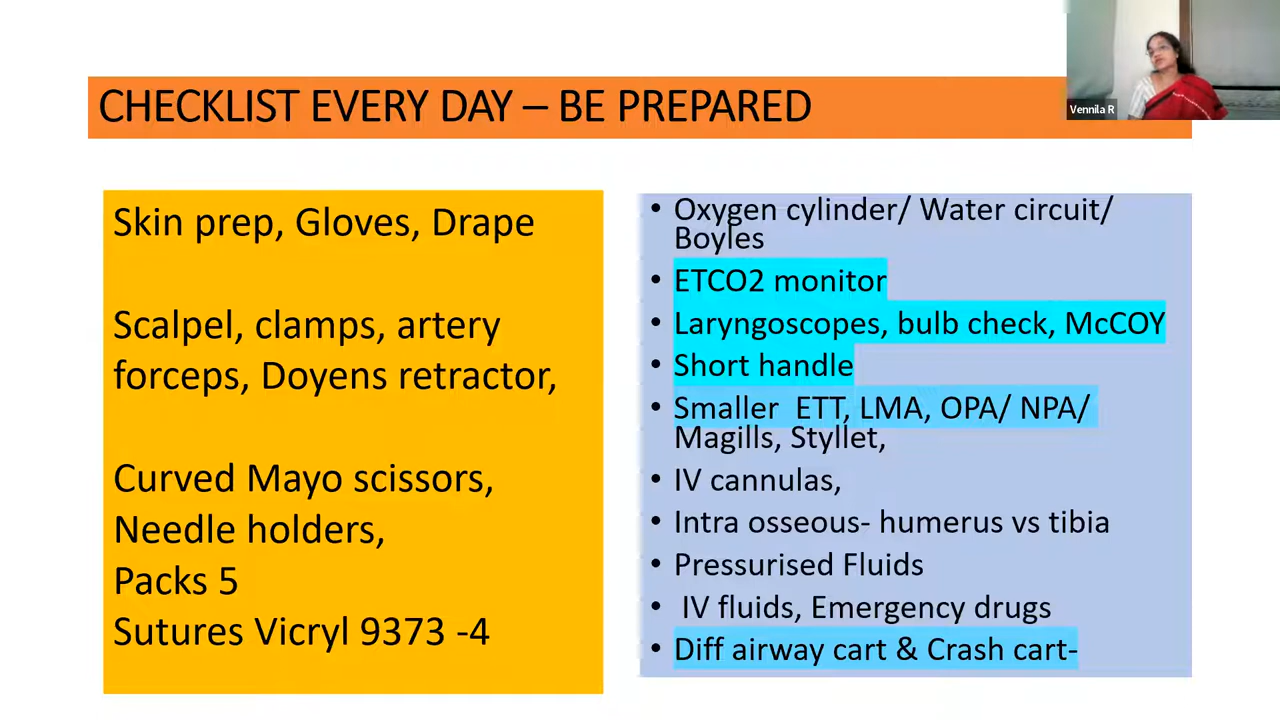 CHECKLIST EVERY DAY – BE PREPARED
Vennila R
Skin prep, Gloves, Drape
Scalpel, clamps, artery
forceps, Doyens retractor,
Curved Mayo scissors,
Needle holders,
Packs 5
Sutures Vicryl 9373 -4
• Oxygen cylinder/ Water circuit/
Boyles
• ETCO2 monitor
• Laryngoscopes, bulb check, McCOY
• Short handle
• Smaller ETT, LMA, OPA/ NPA/
Magills, Styllet,
• IV cannulas,
• Intra osseous- humerus vs tibia
• Pressurised Fluids
• IV fluids, Emergency drugs
• Diff airway cart & Crash cart-